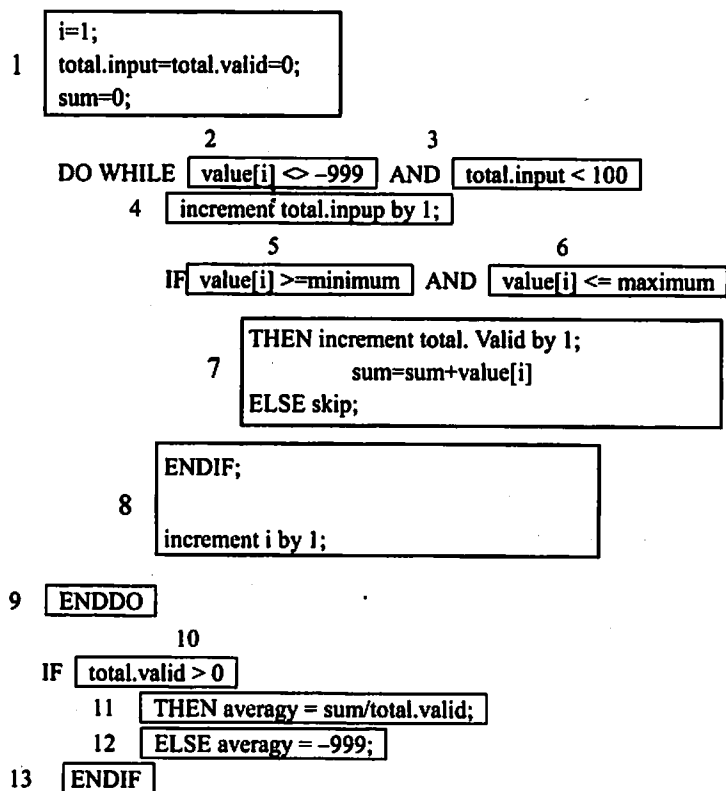 i=1;
1 total.input=total.valid=0;
sum=0;
2 3
DO WHILE value[i] <> –999 AND total.input < 100
4 increment total.inpup by 1;
5 6
IF value[i] >=minimum AND value[i] <= maximum
THEN increment total. Valid by 1;
7 sum=sum+value[i]
ELSE skip;
ENDIF;
8
increment i by 1;
9 ENDDO
10
IF total.valid > 0
11 THEN averagy = sum/total.valid;
12 ELSE averagy = –999;
13 ENDIF